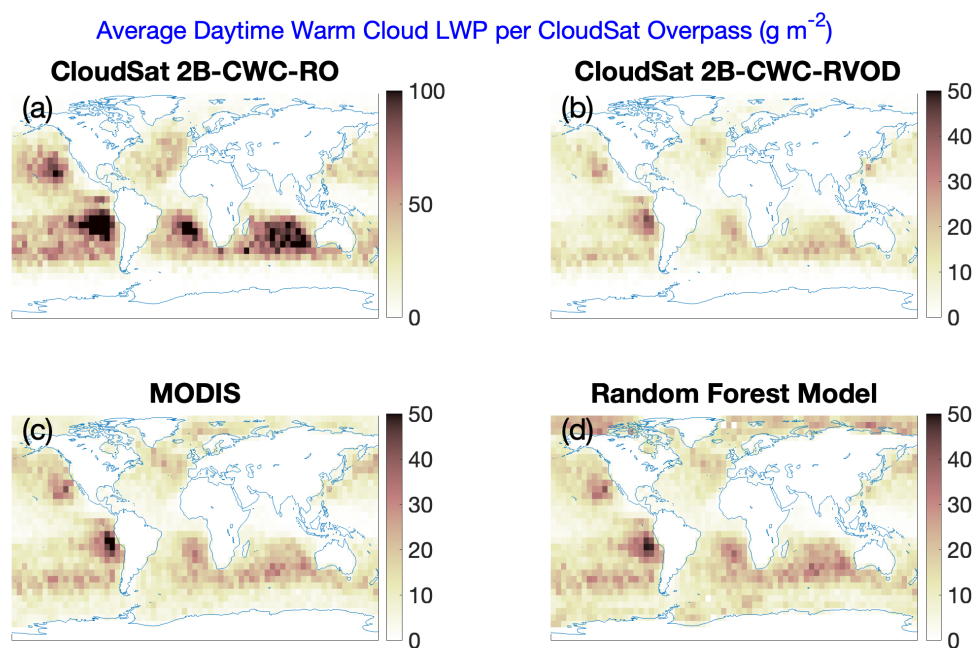 Average Daytime Warm Cloud LWP per CloudSat Overpass (g m⁻²)
CloudSat 2B-CWC-RO
CloudSat 2B-CWC-RVOD
(a)
100
50
0
(b)
50
40
30
20
10
0
MODIS
Random Forest Model
(c)
50
40
30
20
10
0
(d)
50
40
30
20
10
0